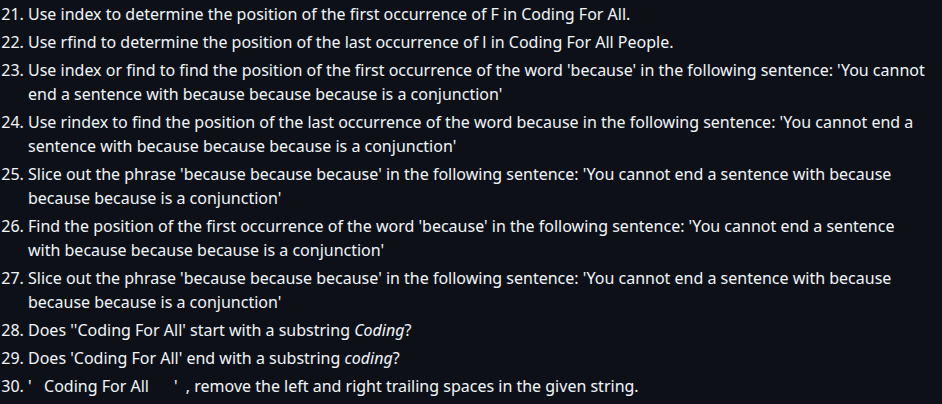 21. Use index to determine the position of the first occurrence of F in Coding For All.
22. Use rfind to determine the position of the last occurrence of l in Coding For All People.
23. Use index or find to find the position of the first occurrence of the word 'because' in the following sentence: 'You cannot
end a sentence with because because because is a conjunction'
24. Use rindex to find the position of the last occurrence of the word because in the following sentence: 'You cannot end a
sentence with because because because is a conjunction'
25. Slice out the phrase 'because because because' in the following sentence: 'You cannot end a sentence with because
because because is a conjunction'
26. Find the position of the first occurrence of the word 'because' in the following sentence: 'You cannot end a sentence
with because because because is a conjunction'
27. Slice out the phrase 'because because because' in the following sentence: 'You cannot end a sentence with because
because because is a conjunction'
28. Does ''Coding For All' start with a substring Coding?
29. Does 'Coding For All' end with a substring coding?
30. '   Coding For All      '  , remove the left and right trailing spaces in the given string.